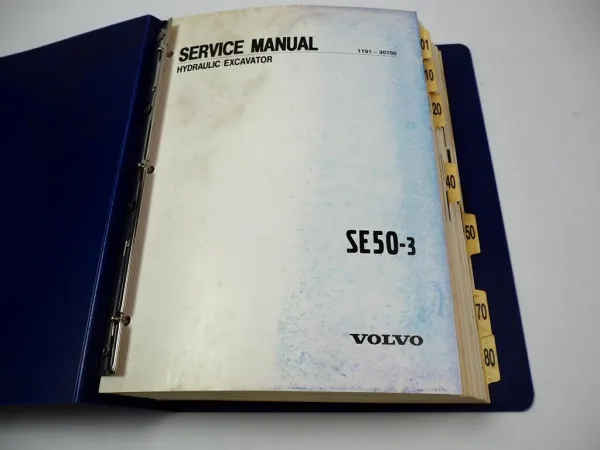 SERVICE MANUAL
1191 - 30150
HYDRAULIC EXCAVATOR
SE50-3
VOLVO
01
10
20
40
50
70
80